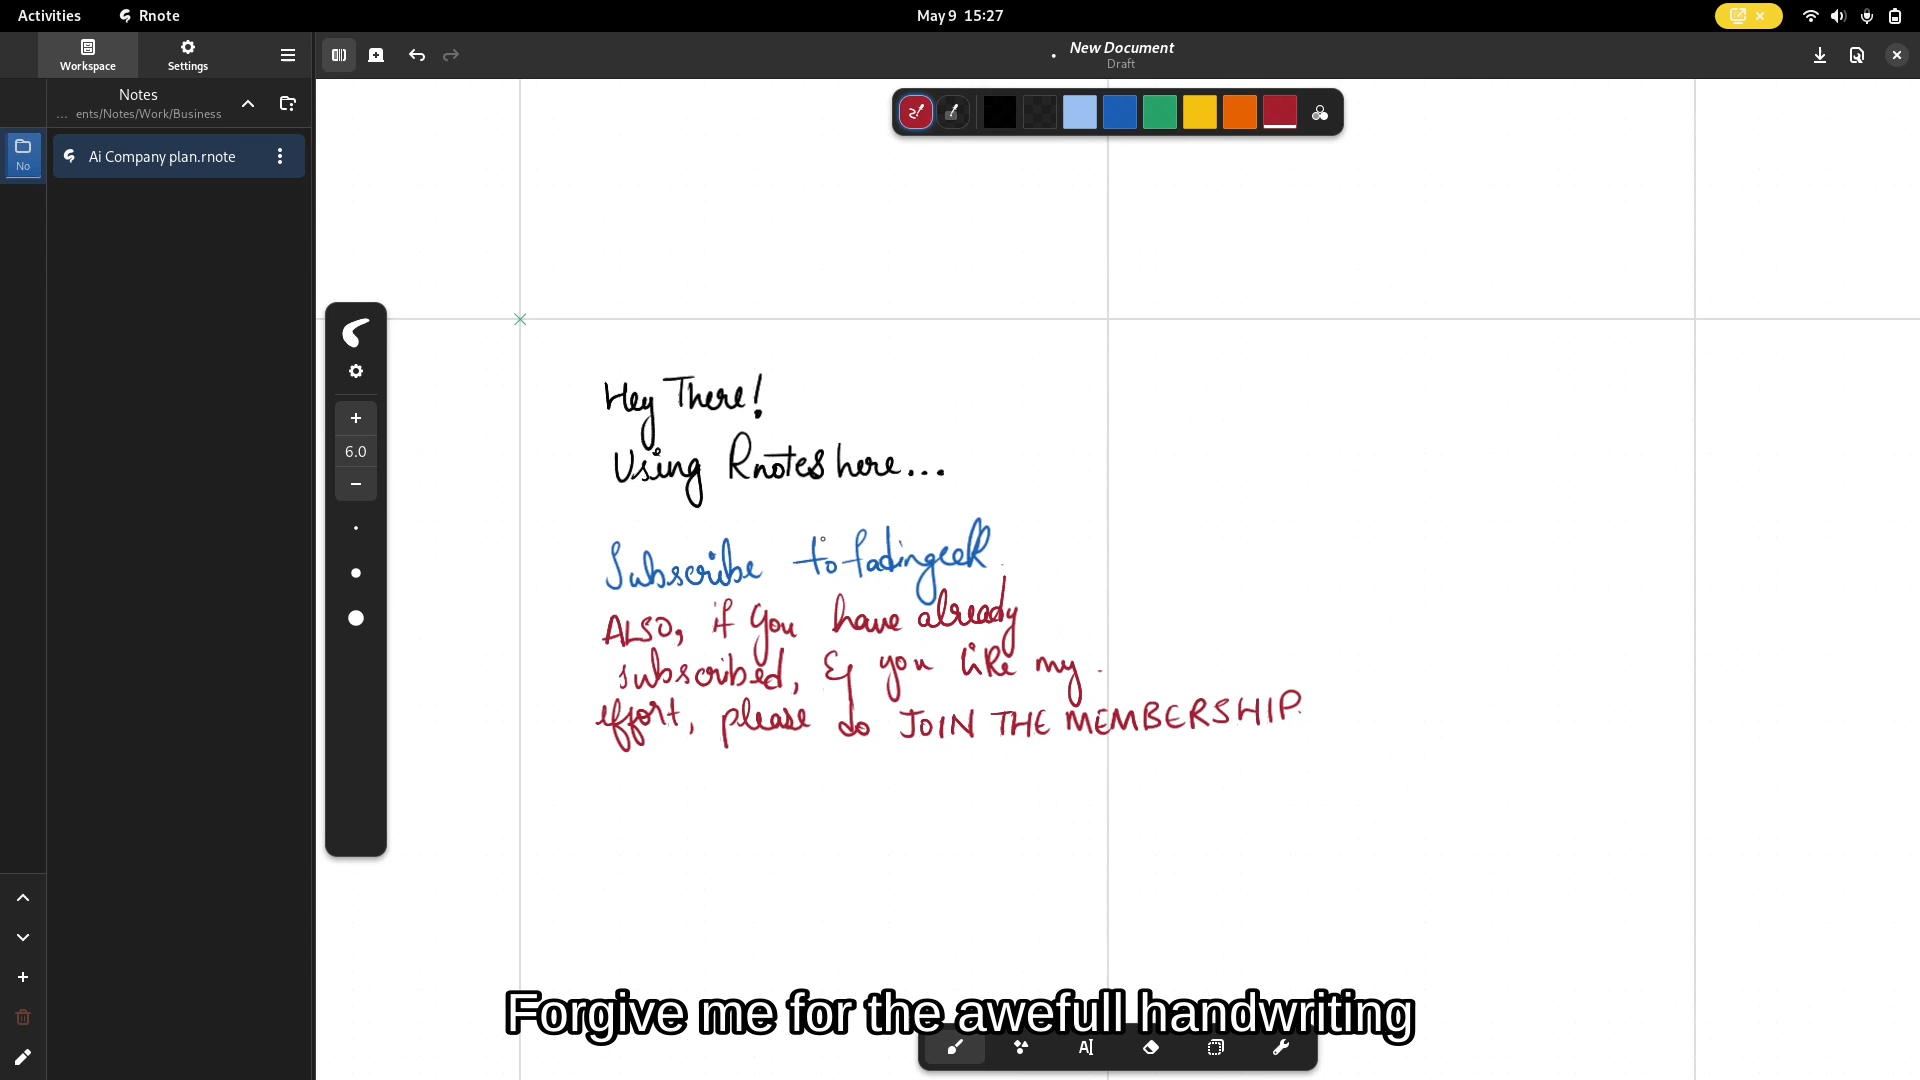 Activities
Rnote
May 9 15:27
Workspace
Settings
New Document
Draft
Notes
... ents/Notes/Work/Business
No
Ai Company plan.rnote
6.0
Hey There!
Using Rnotes here...
Subscribe to fadingeek.
ALSO, if you have already
subscribed, & you like my
effort, please do JOIN THE MEMBERSHIP.
Forgive me for the awefull handwriting